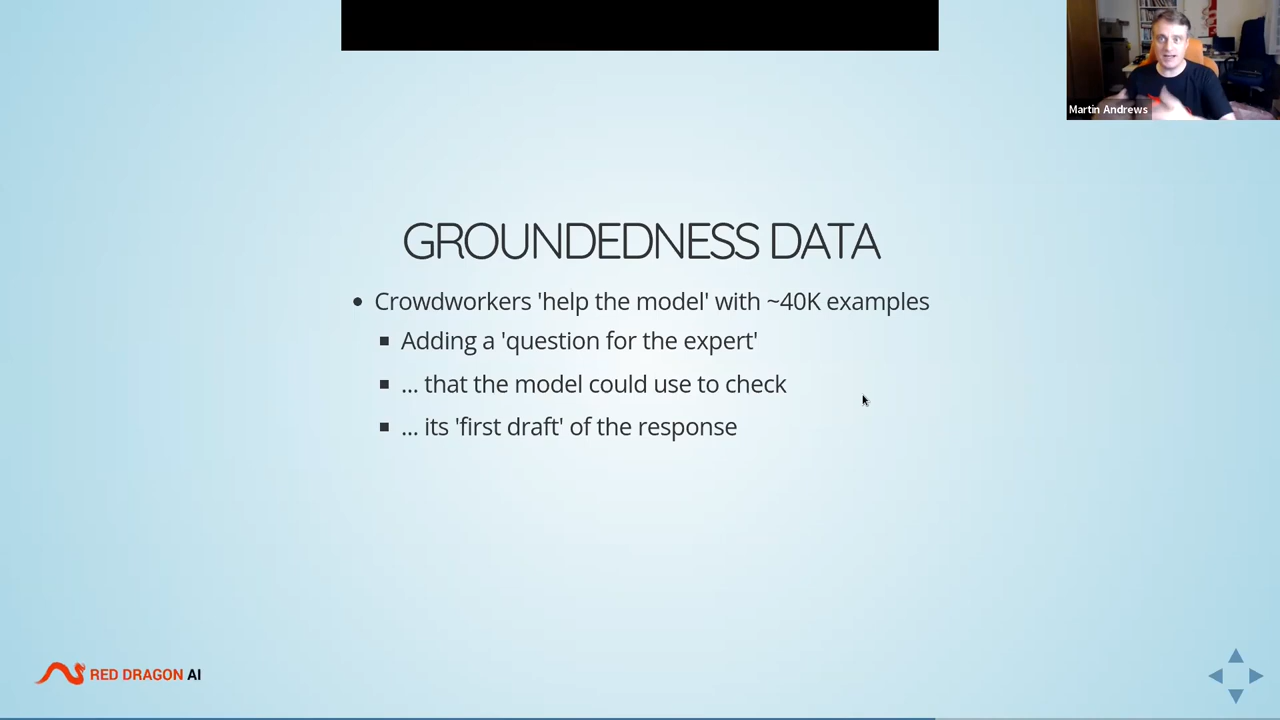 Martin Andrews
GROUNDEDNESS DATA
Crowdworkers 'help the model' with ~40K examples
Adding a 'question for the expert'
... that the model could use to check
... its 'first draft' of the response
RED DRAGON AI